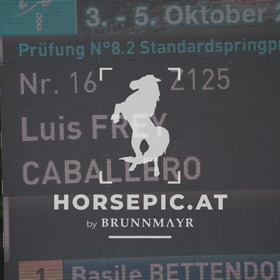 3. - 5. Oktober
Prüfung N°8.2 Standardspringpr
Nr. 16 2125
Luis FREY
CABALLERO
HORSEPIC.AT
by BRUNNMAYR
1 Basile BETTENDO